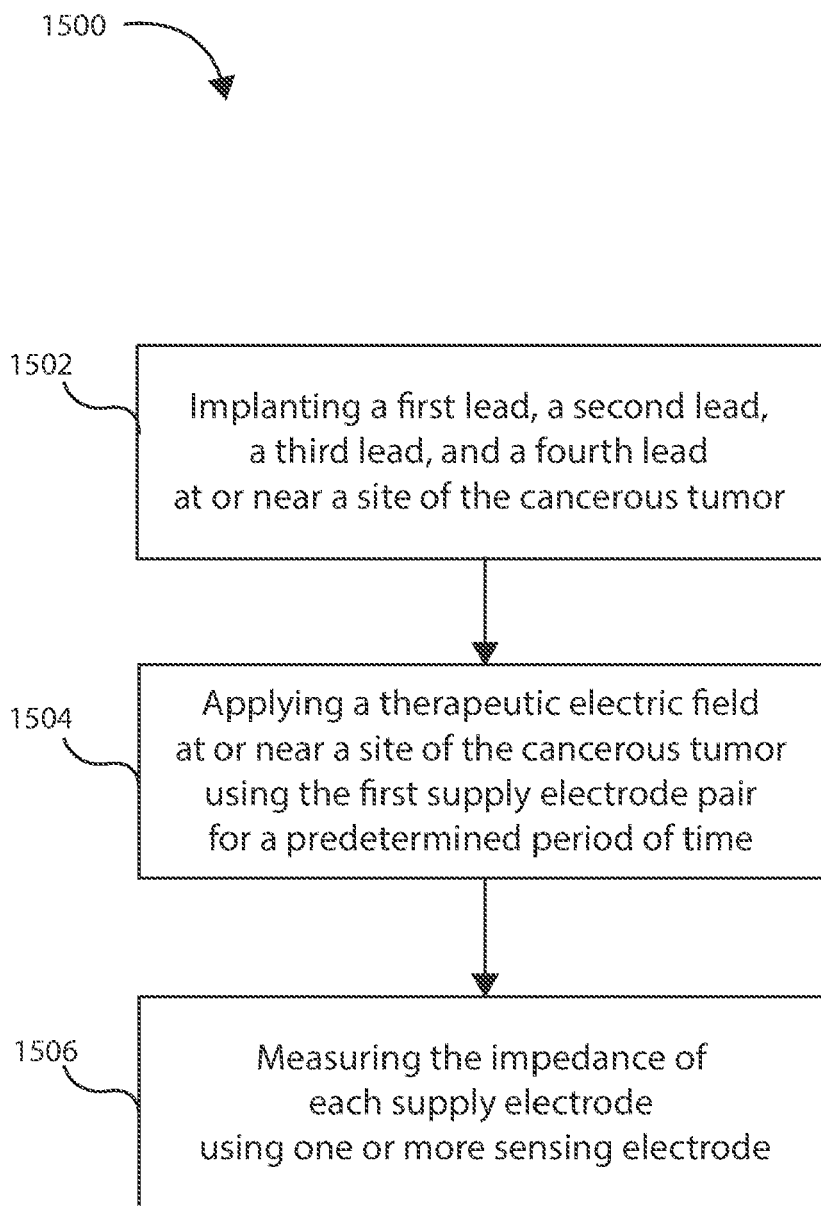 1500
1502
Implanting a first lead, a second lead,
a third lead, and a fourth lead
at or near a site of the cancerous tumor
1504
Applying a therapeutic electric field
at or near a site of the cancerous tumor
using the first supply electrode pair
for a predetermined period of time
1506
Measuring the impedance of
each supply electrode
using one or more sensing electrode